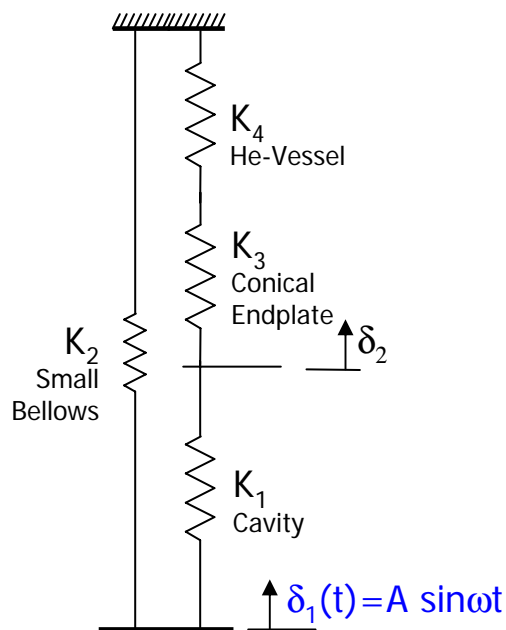 K₄
He-Vessel
K₃
Conical
Endplate
δ₂
K₂
Small
Bellows
K₁
Cavity
δ₁(t)=A sinωt